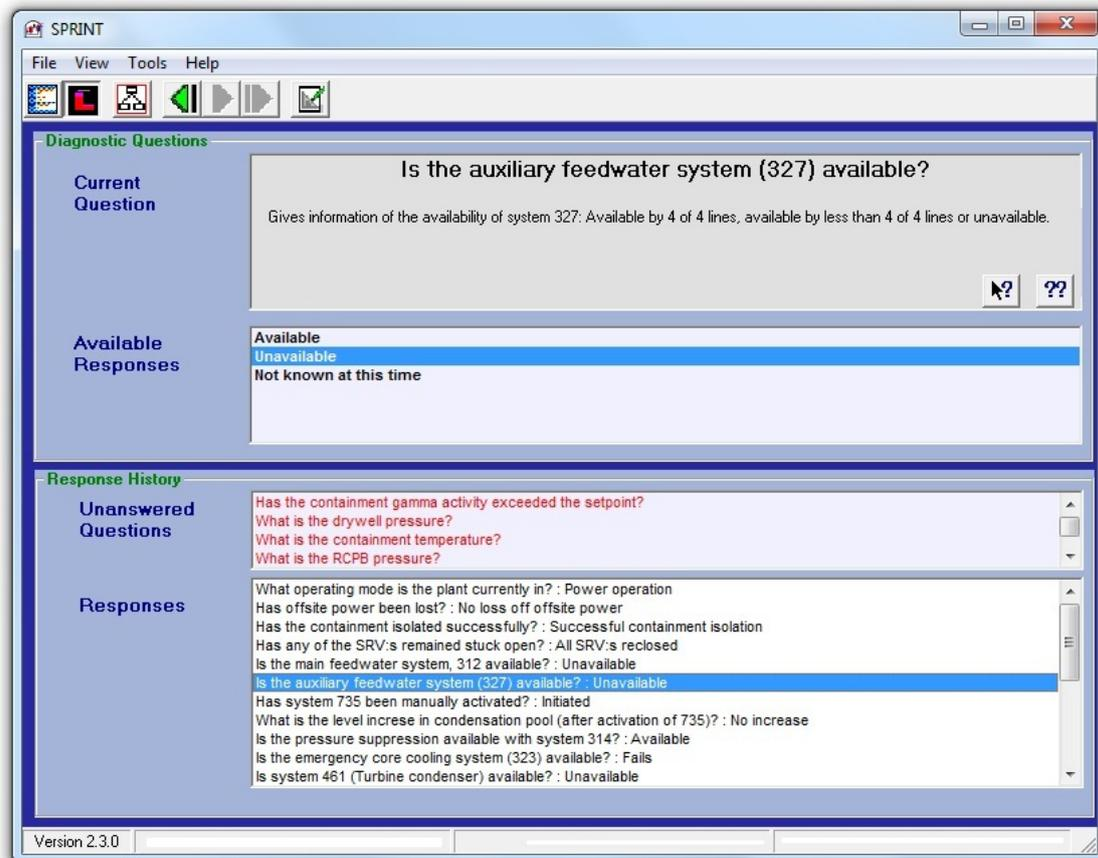 SPRINT
File View Tools Help
Diagnostic Questions
Current
Question
Is the auxiliary feedwater system (327) available?
Gives information of the availability of system 327: Available by 4 of 4 lines, available by less than 4 of 4 lines or unavailable.
? ??
Available
Responses
Available
Unavailable
Not known at this time
Response History
Unanswered
Questions
Has the containment gamma activity exceeded the setpoint?
What is the drywell pressure?
What is the containment temperature?
What is the RCPB pressure?
Responses
What operating mode is the plant currently in? : Power operation
Has offsite power been lost? : No loss off offsite power
Has the containment isolated successfully? : Successful containment isolation
Has any of the SRV:s remained stuck open? : All SRV:s reclosed
Is the main feedwater system, 312 available? : Unavailable
Is the auxiliary feedwater system (327) available? : Unavailable
Has system 735 been manually activated? : Initiated
What is the level increse in condensation pool (after activation of 735)? : No increase
Is the pressure suppression available with system 314? : Available
Is the emergency core cooling system (323) available? : Fails
Is system 461 (Turbine condenser) available? : Unavailable
Version 2.3.0